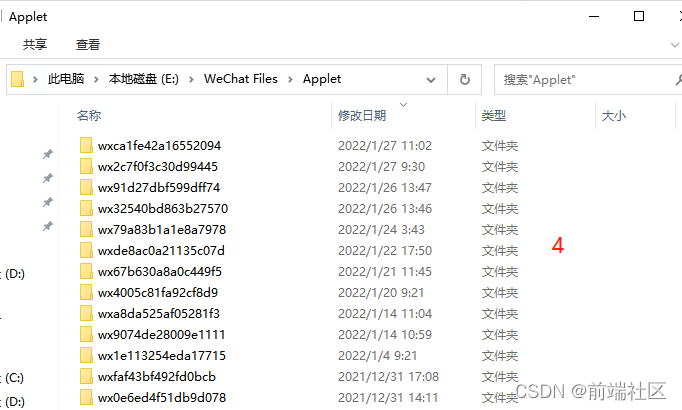 Applet
共享 查看
此电脑 本地磁盘 (E:) WeChat Files Applet 搜索"Applet"
名称 修改日期 类型 大小
wxca1fe42a16552094 2022/1/27 11:02 文件夹
wx2c7f0f3c30d99445 2022/1/27 9:30 文件夹
wx91d27dbf599dff74 2022/1/26 13:47 文件夹
wx32540bd863b27570 2022/1/26 13:46 文件夹
wx79a83b1a1e8a7978 2022/1/24 3:43 文件夹
wxde8ac0a21135c07d 2022/1/22 17:50 文件夹
4
wx67b630a8a0c449f5 2022/1/21 11:45 文件夹
(D:)
wx4005c81fa92cf8d9 2022/1/20 9:21 文件夹
wxa8da525af05281f3 2022/1/14 11:04 文件夹
wx9074de28009e1111 2022/1/14 10:59 文件夹
wx1e113254eda17715 2022/1/4 9:21 文件夹
(C:) wxfaf43bf492fd0bcb 2021/12/31 17:08 文件夹
(D:) wx0e6ed4f51db9d078 2021/12/31 14:11 文件夹
CSDN @前端社区